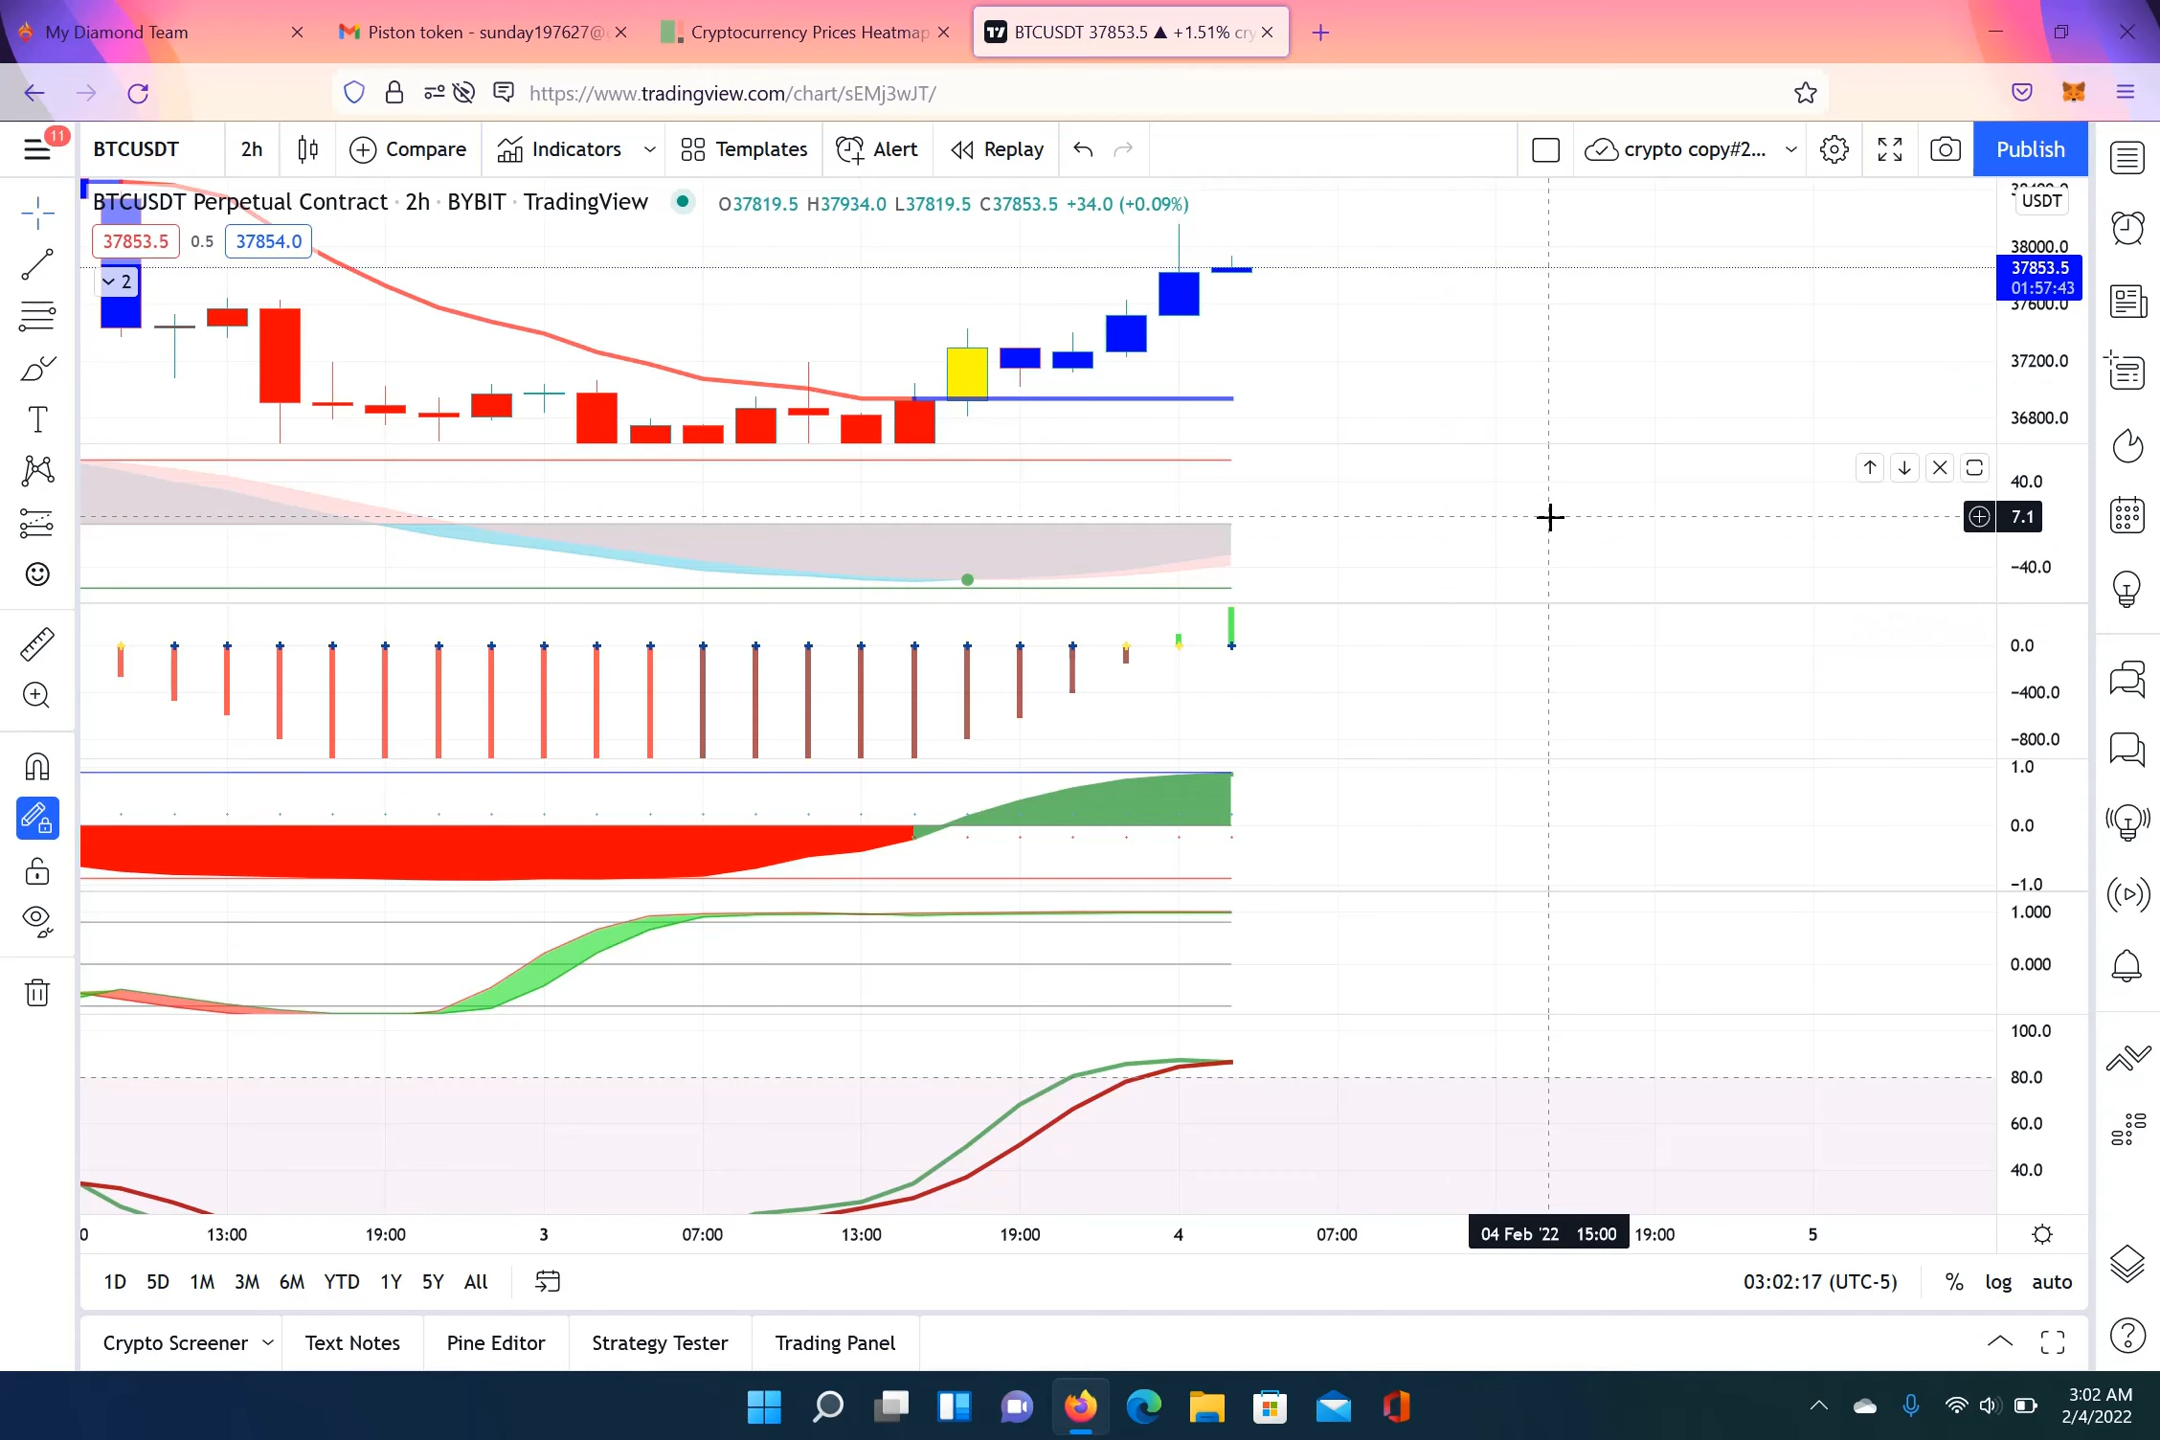 My Diamond Team
Piston token - sunday197627@
Cryptocurrency Prices Heatmap
BTCUSDT 37853.5 ▲ +1.51% cry
https://www.tradingview.com/chart/sEMj3wJT/
11
BTCUSDT
2h
Compare
Indicators
Templates
Alert
Replay
crypto copy#2...
Publish
BTCUSDT Perpetual Contract · 2h · BYBIT · TradingView
O37819.5 H37934.0 L37819.5 C37853.5 +34.0 (+0.09%)
USDT
37853.5
0.5
37854.0
2
38000.0
37853.5
01:57:43
37600.0
37200.0
36800.0
40.0
7.1
−40.0
0.0
−400.0
−800.0
1.0
0.0
−1.0
1.000
0.000
100.0
80.0
60.0
40.0
0
13:00
19:00
3
07:00
13:00
19:00
4
07:00
04 Feb '22 15:00
19:00
5
1D
5D
1M
3M
6M
YTD
1Y
5Y
All
03:02:17 (UTC-5)
%
log
auto
Crypto Screener
Text Notes
Pine Editor
Strategy Tester
Trading Panel
3:02 AM
2/4/2022